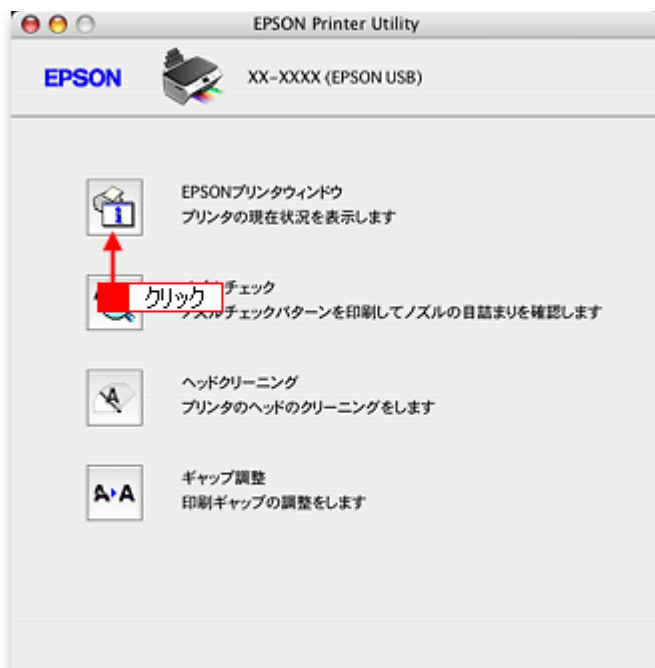 EPSON Printer Utility
EPSON
XX-XXXX (EPSON USB)
EPSONプリンタウィンドウ
プリンタの現在状況を表示します
クリック
チェック
ノズルチェックパターンを印刷してノズルの目詰まりを確認します
ヘッドクリーニング
プリンタのヘッドのクリーニングをします
ギャップ調整
A A
印刷ギャップの調整をします